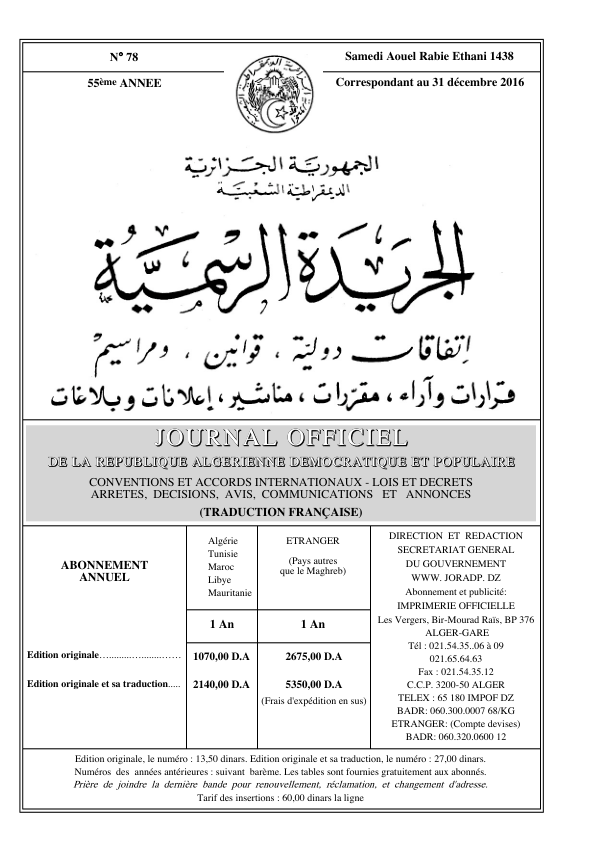 N° 78
Samedi Aouel Rabie Ethani 1438
55ème ANNEE
Correspondant au 31 décembre 2016
الجمهورية الجزائرية
الديمقراطية الشعبية
الجريدة الرسمية
إتفاقات دولية ، قوانين ، ومراسيم
قرارات وآراء ، مقررات ، مناشير ، إعلانات وبلاغات
JOURNAL OFFICIEL
DE LA REPUBLIQUE ALGERIENNE DEMOCRATIQUE ET POPULAIRE
CONVENTIONS ET ACCORDS INTERNATIONAUX - LOIS ET DECRETS
ARRETES, DECISIONS, AVIS, COMMUNICATIONS ET ANNONCES
(TRADUCTION FRANÇAISE)
ABONNEMENT
ANNUEL
Algérie
Tunisie
Maroc
Libye
Mauritanie
ETRANGER
(Pays autres
que le Maghreb)
1 An
1 An
Edition originale…..........…........…… 1070,00 D.A 2675,00 D.A
Edition originale et sa traduction..... 2140,00 D.A 5350,00 D.A
(Frais d'expédition en sus)
DIRECTION ET REDACTION
SECRETARIAT GENERAL
DU GOUVERNEMENT
WWW. JORADP. DZ
Abonnement et publicité:
IMPRIMERIE OFFICIELLE
Les Vergers, Bir-Mourad Raïs, BP 376
ALGER-GARE
Tél : 021.54.35..06 à 09
021.65.64.63
Fax : 021.54.35.12
C.C.P. 3200-50 ALGER
TELEX : 65 180 IMPOF DZ
BADR: 060.300.0007 68/KG
ETRANGER: (Compte devises)
BADR: 060.320.0600 12
Edition originale, le numéro : 13,50 dinars. Edition originale et sa traduction, le numéro : 27,00 dinars.
Numéros des années antérieures : suivant barème. Les tables sont fournies gratuitement aux abonnés.
Prière de joindre la dernière bande pour renouvellement, réclamation, et changement d'adresse.
Tarif des insertions : 60,00 dinars la ligne